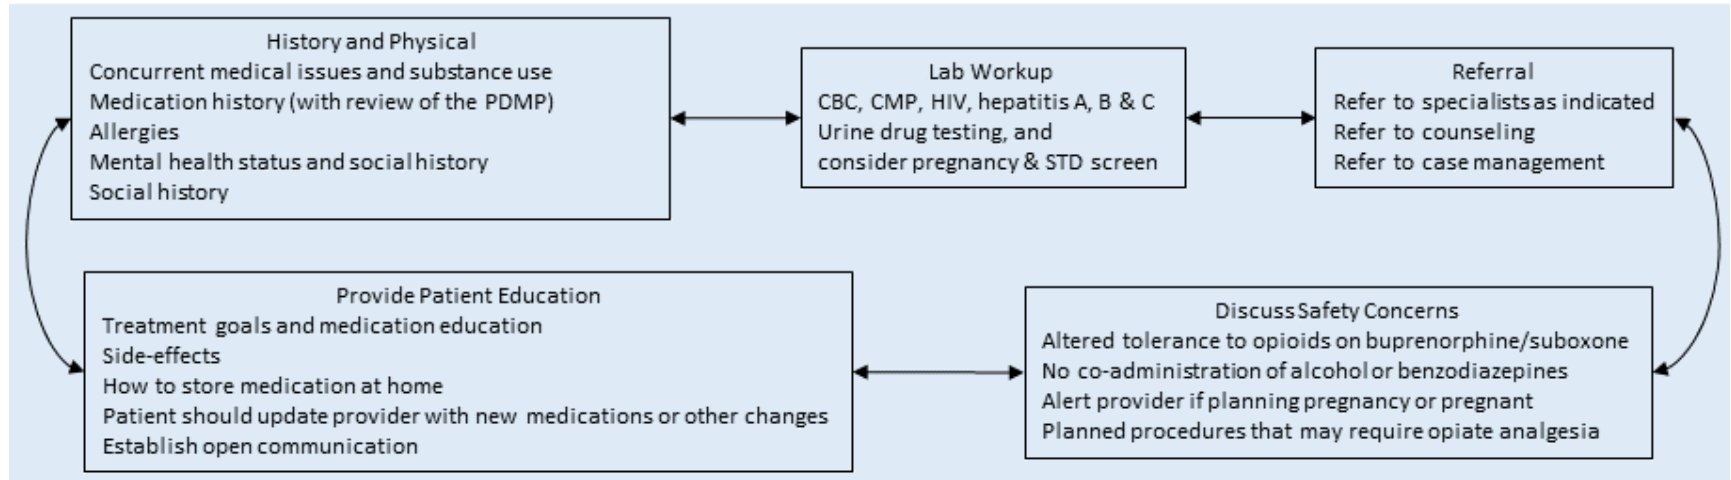 History and Physical
Concurrent medical issues and substance use
Medication history (with review of the PDMP)
Allergies
Mental health status and social history
Social history
Lab Workup
CBC, CMP, HIV, hepatitis A, B & C
Urine drug testing, and
consider pregnancy & STD screen
Referral
Refer to specialists as indicated
Refer to counseling
Refer to case management
Provide Patient Education
Treatment goals and medication education
Side-effects
How to store medication at home
Patient should update provider with new medications or other changes
Establish open communication
Discuss Safety Concerns
Altered tolerance to opioids on buprenorphine/suboxone
No co-administration of alcohol or benzodiazepines
Alert provider if planning pregnancy or pregnant
Planned procedures that may require opiate analgesia